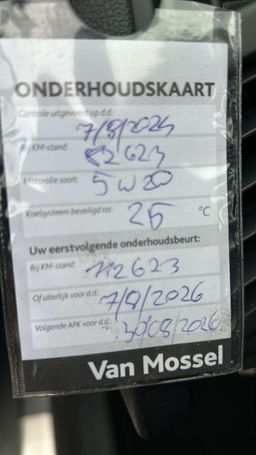 ONDERHOUDSKAART
Controle uitgevoerd op d.d.: 7/8/2024
Bij KM-stand: 82623
Motorolie soort: 5W20
Koelsysteem beveiligd tot: 25 °C
Uw eerstvolgende onderhoudsbeurt:
Bij KM-stand: 112623
Of uiterlijk voor d.d.: 7/8/2026
Volgende APK voor d.d.: 30/08/2026
Van Mossel